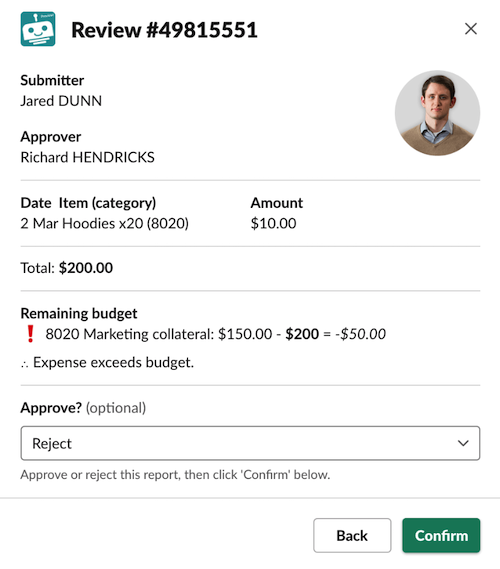 Review #49815551
Submitter
Jared DUNN
Approver
Richard HENDRICKS
Date Item (category) Amount
2 Mar Hoodies x20 (8020) $10.00
Total: $200.00
Remaining budget
❗ 8020 Marketing collateral: $150.00 - $200 = -$50.00
∴ Expense exceeds budget.
Approve? (optional)
Reject
Approve or reject this report, then click 'Confirm' below.
Back Confirm